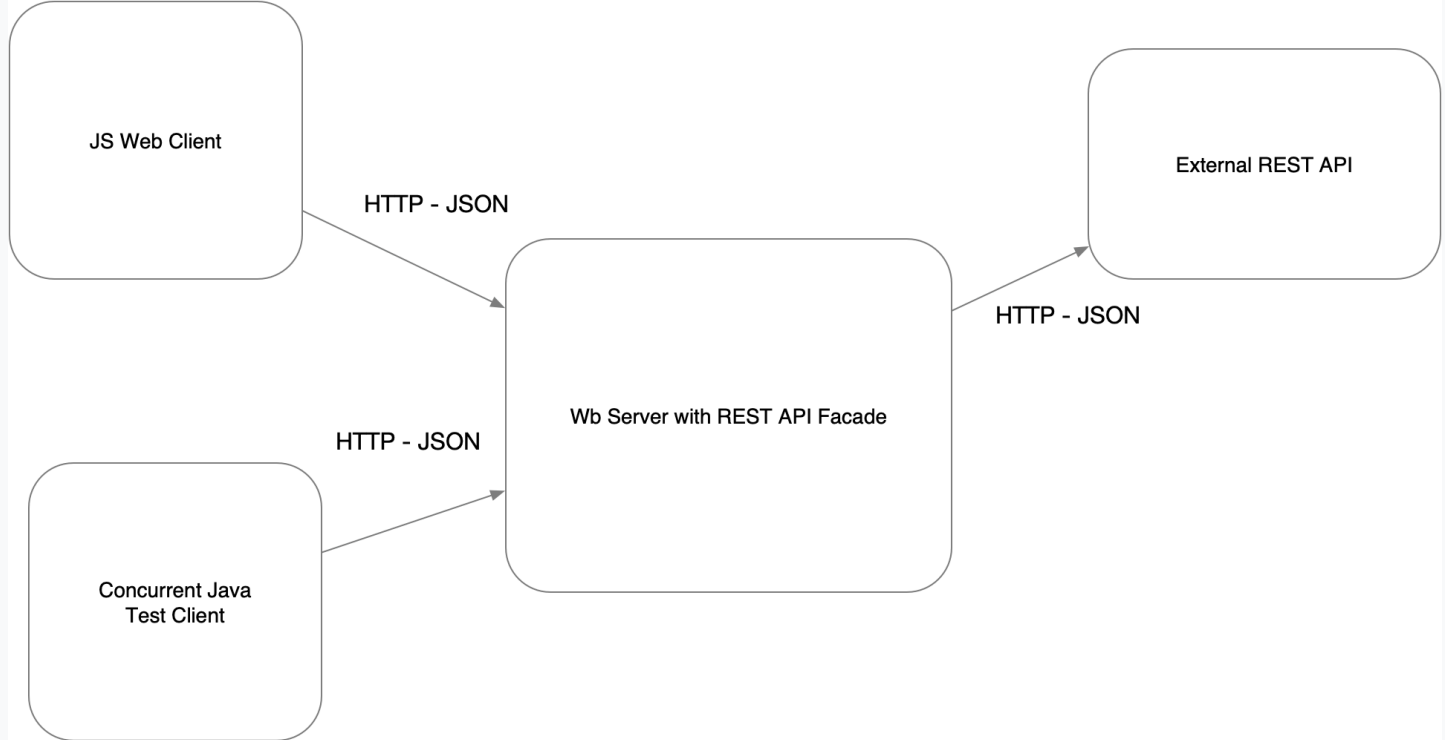 JS Web Client
HTTP - JSON
External REST API
HTTP - JSON
Wb Server with REST API Facade
HTTP - JSON
Concurrent Java
Test Client